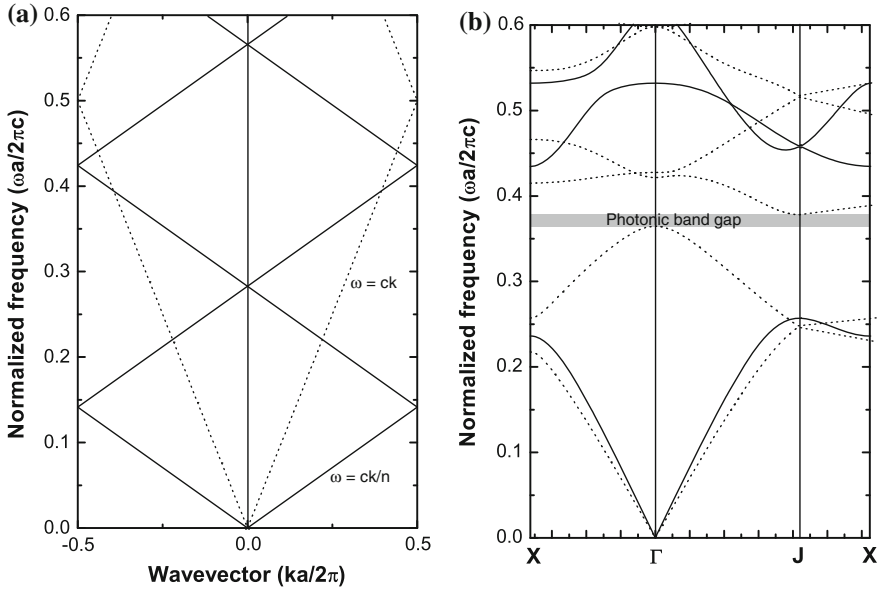 (a)
0.6
0.5
0.4
0.3
0.2
0.1
0.0
Normalized frequency (ωa/2πc)
ω = ck
ω = ck/n
-0.5
0.0
0.5
Wavevector (ka/2π)
(b)
0.6
0.5
0.4
0.3
0.2
0.1
0.0
Normalized frequency (ωa/2πc)
Photonic band gap
X
Γ
J
X